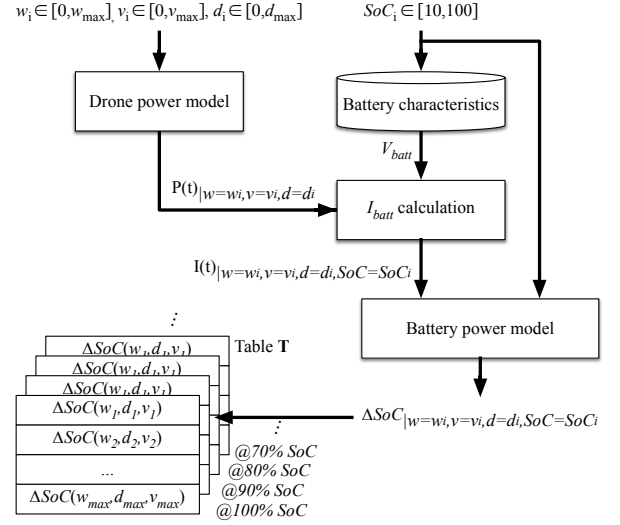 wᵢ∈[0,wₘₐₓ], vᵢ∈[0,vₘₐₓ], dᵢ∈[0,dₘₐₓ]
SoCᵢ∈[10,100]
Drone power model
Battery characteristics
V_batt
P(t)|w=wi,v=vi,d=di
I_batt calculation
I(t)|w=wi,v=vi,d=di,SoC=SoCi
Battery power model
⋮
Table T
ΔSoC(w₁,d₁,v₁)
ΔSoC(w₁,d₁,v₁)
ΔSoC(w₁,d₁,v₁)
ΔSoC(w₁,d₁,v₁)
ΔSoC|w=wi,v=vi,d=di,SoC=SoCi
ΔSoC(w₂,d₂,v₂)
⋮
@70% SoC
...
@80% SoC
@90% SoC
ΔSoC(wₘₐₓ,dₘₐₓ,vₘₐₓ)
@100% SoC